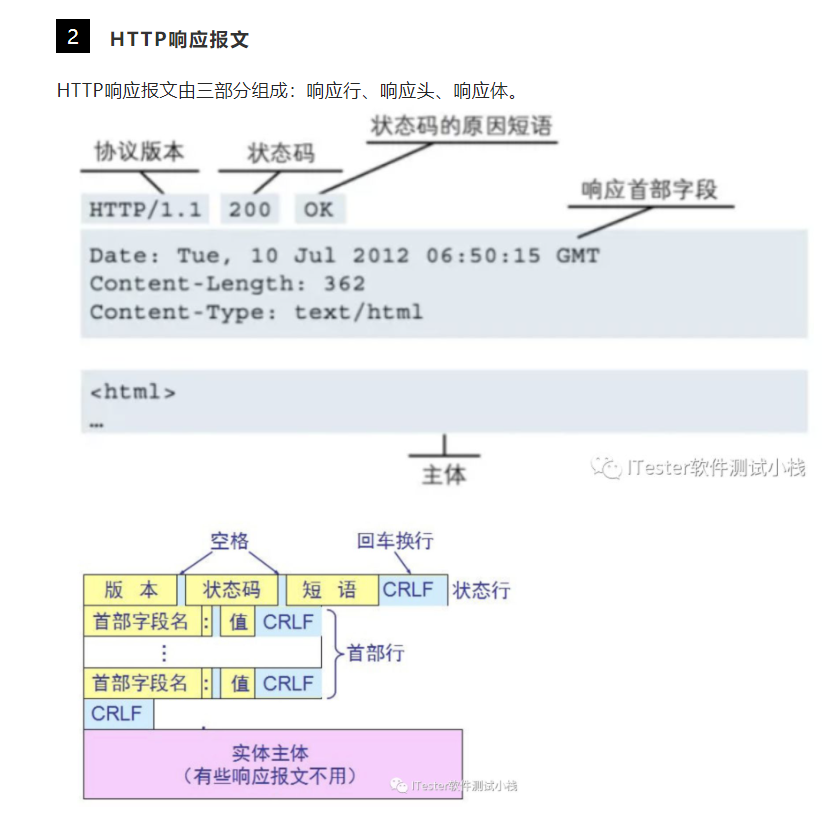 2 HTTP响应报文
HTTP响应报文由三部分组成：响应行、响应头、响应体。
状态码的原因短语
协议版本 状态码
响应首部字段
HTTP/1.1 200 OK
Date: Tue, 10 Jul 2012 06:50:15 GMT
Content-Length: 362
Content-Type: text/html
<html>
…
主体
ITester软件测试小栈
空格 回车换行
版 本 状态码 短 语 CRLF 状态行
首部字段名 : 值 CRLF
⋮ 首部行
首部字段名 : 值 CRLF
CRLF
实体主体
（有些响应报文不用）
ITester软件测试小栈